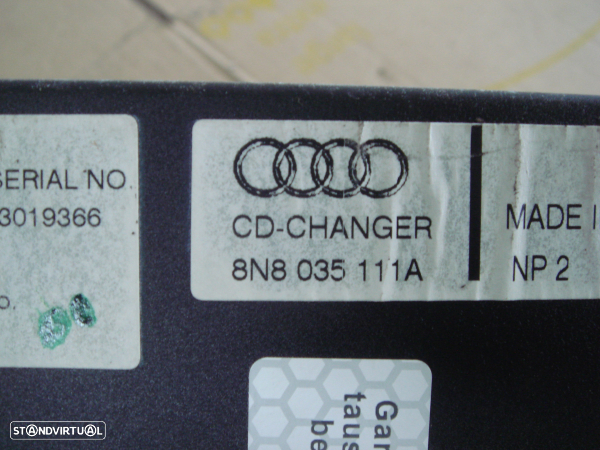 SERIAL NO.
3019366
CD-CHANGER
8N8 035 111A
MADE I
NP 2
Gar
taus
be
STANDVIRTUAL